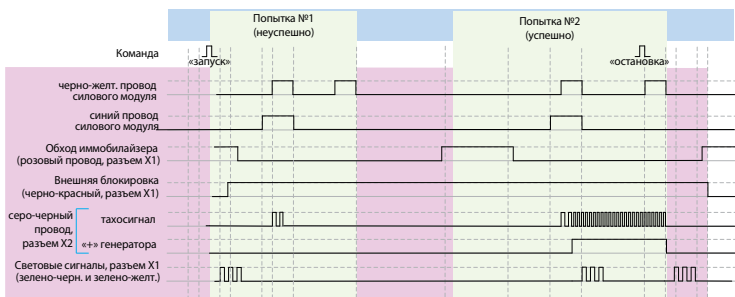 Попытка №1
(неуспешно)
Попытка №2
(успешно)
Команда
«запуск»
«остановка»
черно-желт. провод
силового модуля
синий провод
силового модуля
Обход иммобилайзера
(розовый провод, разъем X1)
Внешняя блокировка
(черно-красный, разъем X1)
серо-черный
провод,
разъем X2
тахосигнал
«+» генератора
Световые сигналы, разъем X1
(зелено-черн. и зелено-желт.)